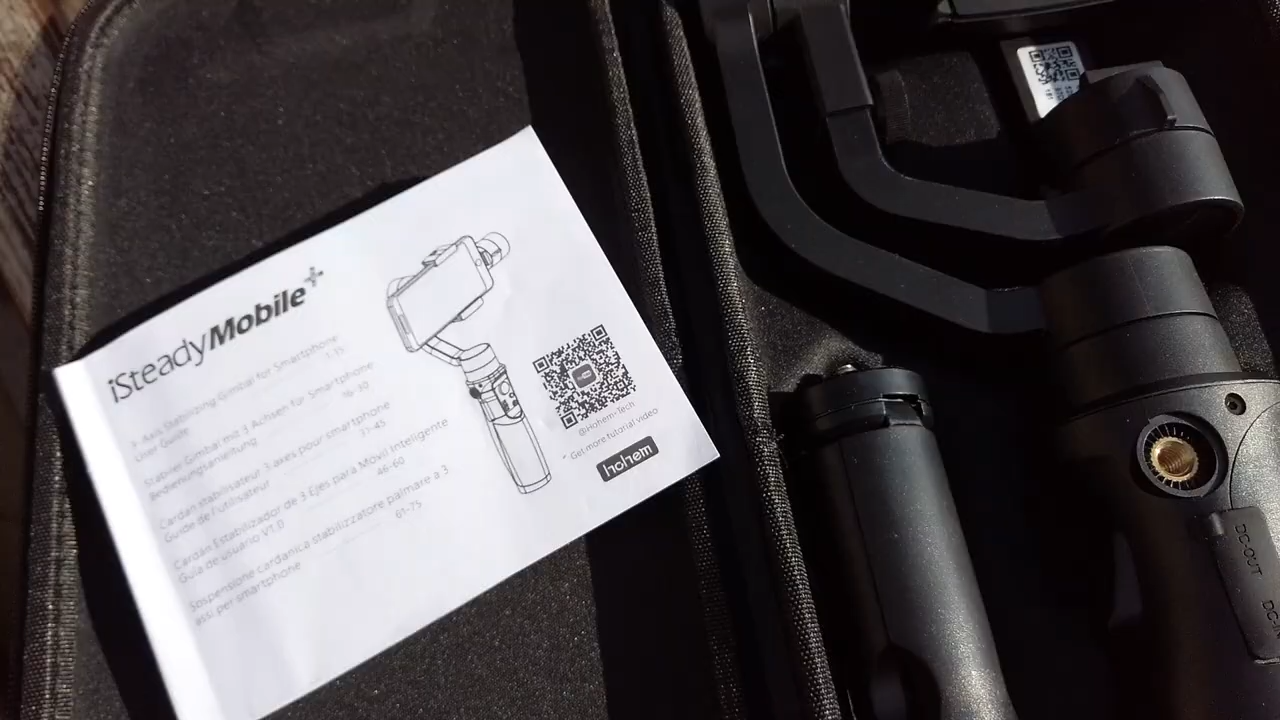 iSteadyMobile+
3-Axis Stabilizing Gimbal for Smartphone
User Guide
1-15
Stapler Gimbal mit 3 Achsen für Smartphone
Bedienungsanleitung
16-30
Cardan stabilisateur 3-axes pour smartphone
Guide de l'utilisateur
31-45
Cardán Estabilizador de 3 Ejes para Movil Inteligente
Guía de usuario V1.0
46-60
Sospensione cardanica stabilizzatore palmare a 3
assi per smartphone
61-75
@Hohem-Tech
* Get more tutorial video
hohem
DC-OUT